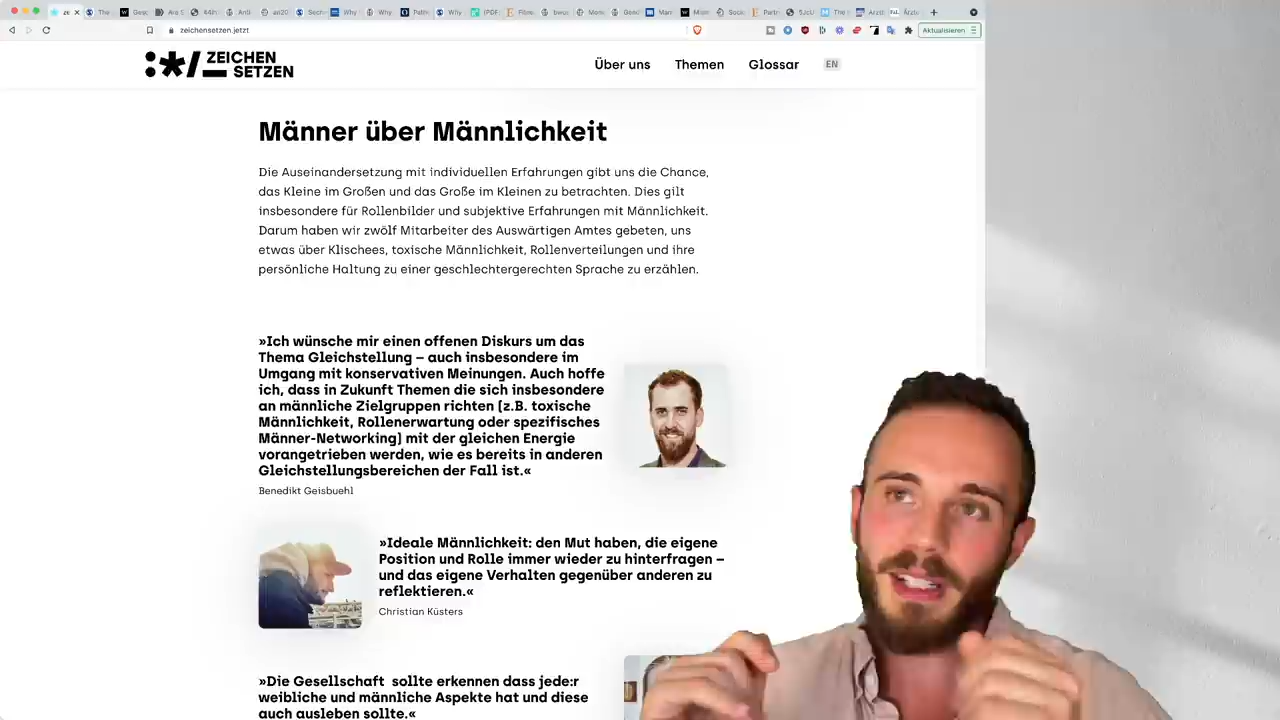 zeichensetzen.jetzt
Aktualisieren
:*/_ ZEICHEN
SETZEN
Über uns
Themen
Glossar
EN
Männer über Männlichkeit
Die Auseinandersetzung mit individuellen Erfahrungen gibt uns die Chance,
das Kleine im Großen und das Große im Kleinen zu betrachten. Dies gilt
insbesondere für Rollenbilder und subjektive Erfahrungen mit Männlichkeit.
Darum haben wir zwölf Mitarbeiter des Auswärtigen Amtes gebeten, uns
etwas über Klischees, toxische Männlichkeit, Rollenverteilungen und ihre
persönliche Haltung zu einer geschlechtergerechten Sprache zu erzählen.
»Ich wünsche mir einen offenen Diskurs um das
Thema Gleichstellung – auch insbesondere im
Umgang mit konservativen Meinungen. Auch hoffe
ich, dass in Zukunft Themen die sich insbesondere
an männliche Zielgruppen richten (z.B. toxische
Männlichkeit, Rollenerwartung oder spezifisches
Männer-Networking) mit der gleichen Energie
vorangetrieben werden, wie es bereits in anderen
Gleichstellungsbereichen der Fall ist.«
Benedikt Geisbuehl
»Ideale Männlichkeit: den Mut haben, die eigene
Position und Rolle immer wieder zu hinterfragen –
und das eigene Verhalten gegenüber anderen zu
reflektieren.«
Christian Küsters
»Die Gesellschaft sollte erkennen dass jede:r
weibliche und männliche Aspekte hat und diese
auch ausleben sollte.«